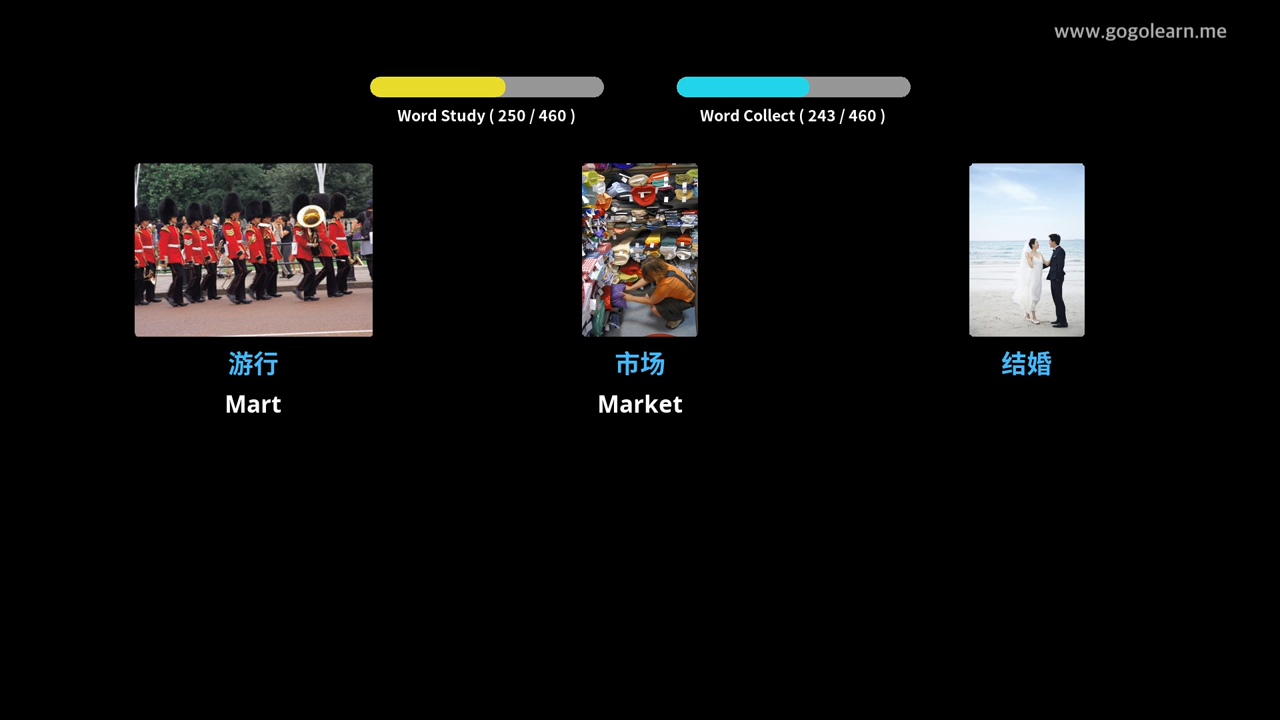 www.gogolearn.me
Word Study ( 250 / 460 )
Word Collect ( 243 / 460 )
游行
市场
结婚
Mart
Market